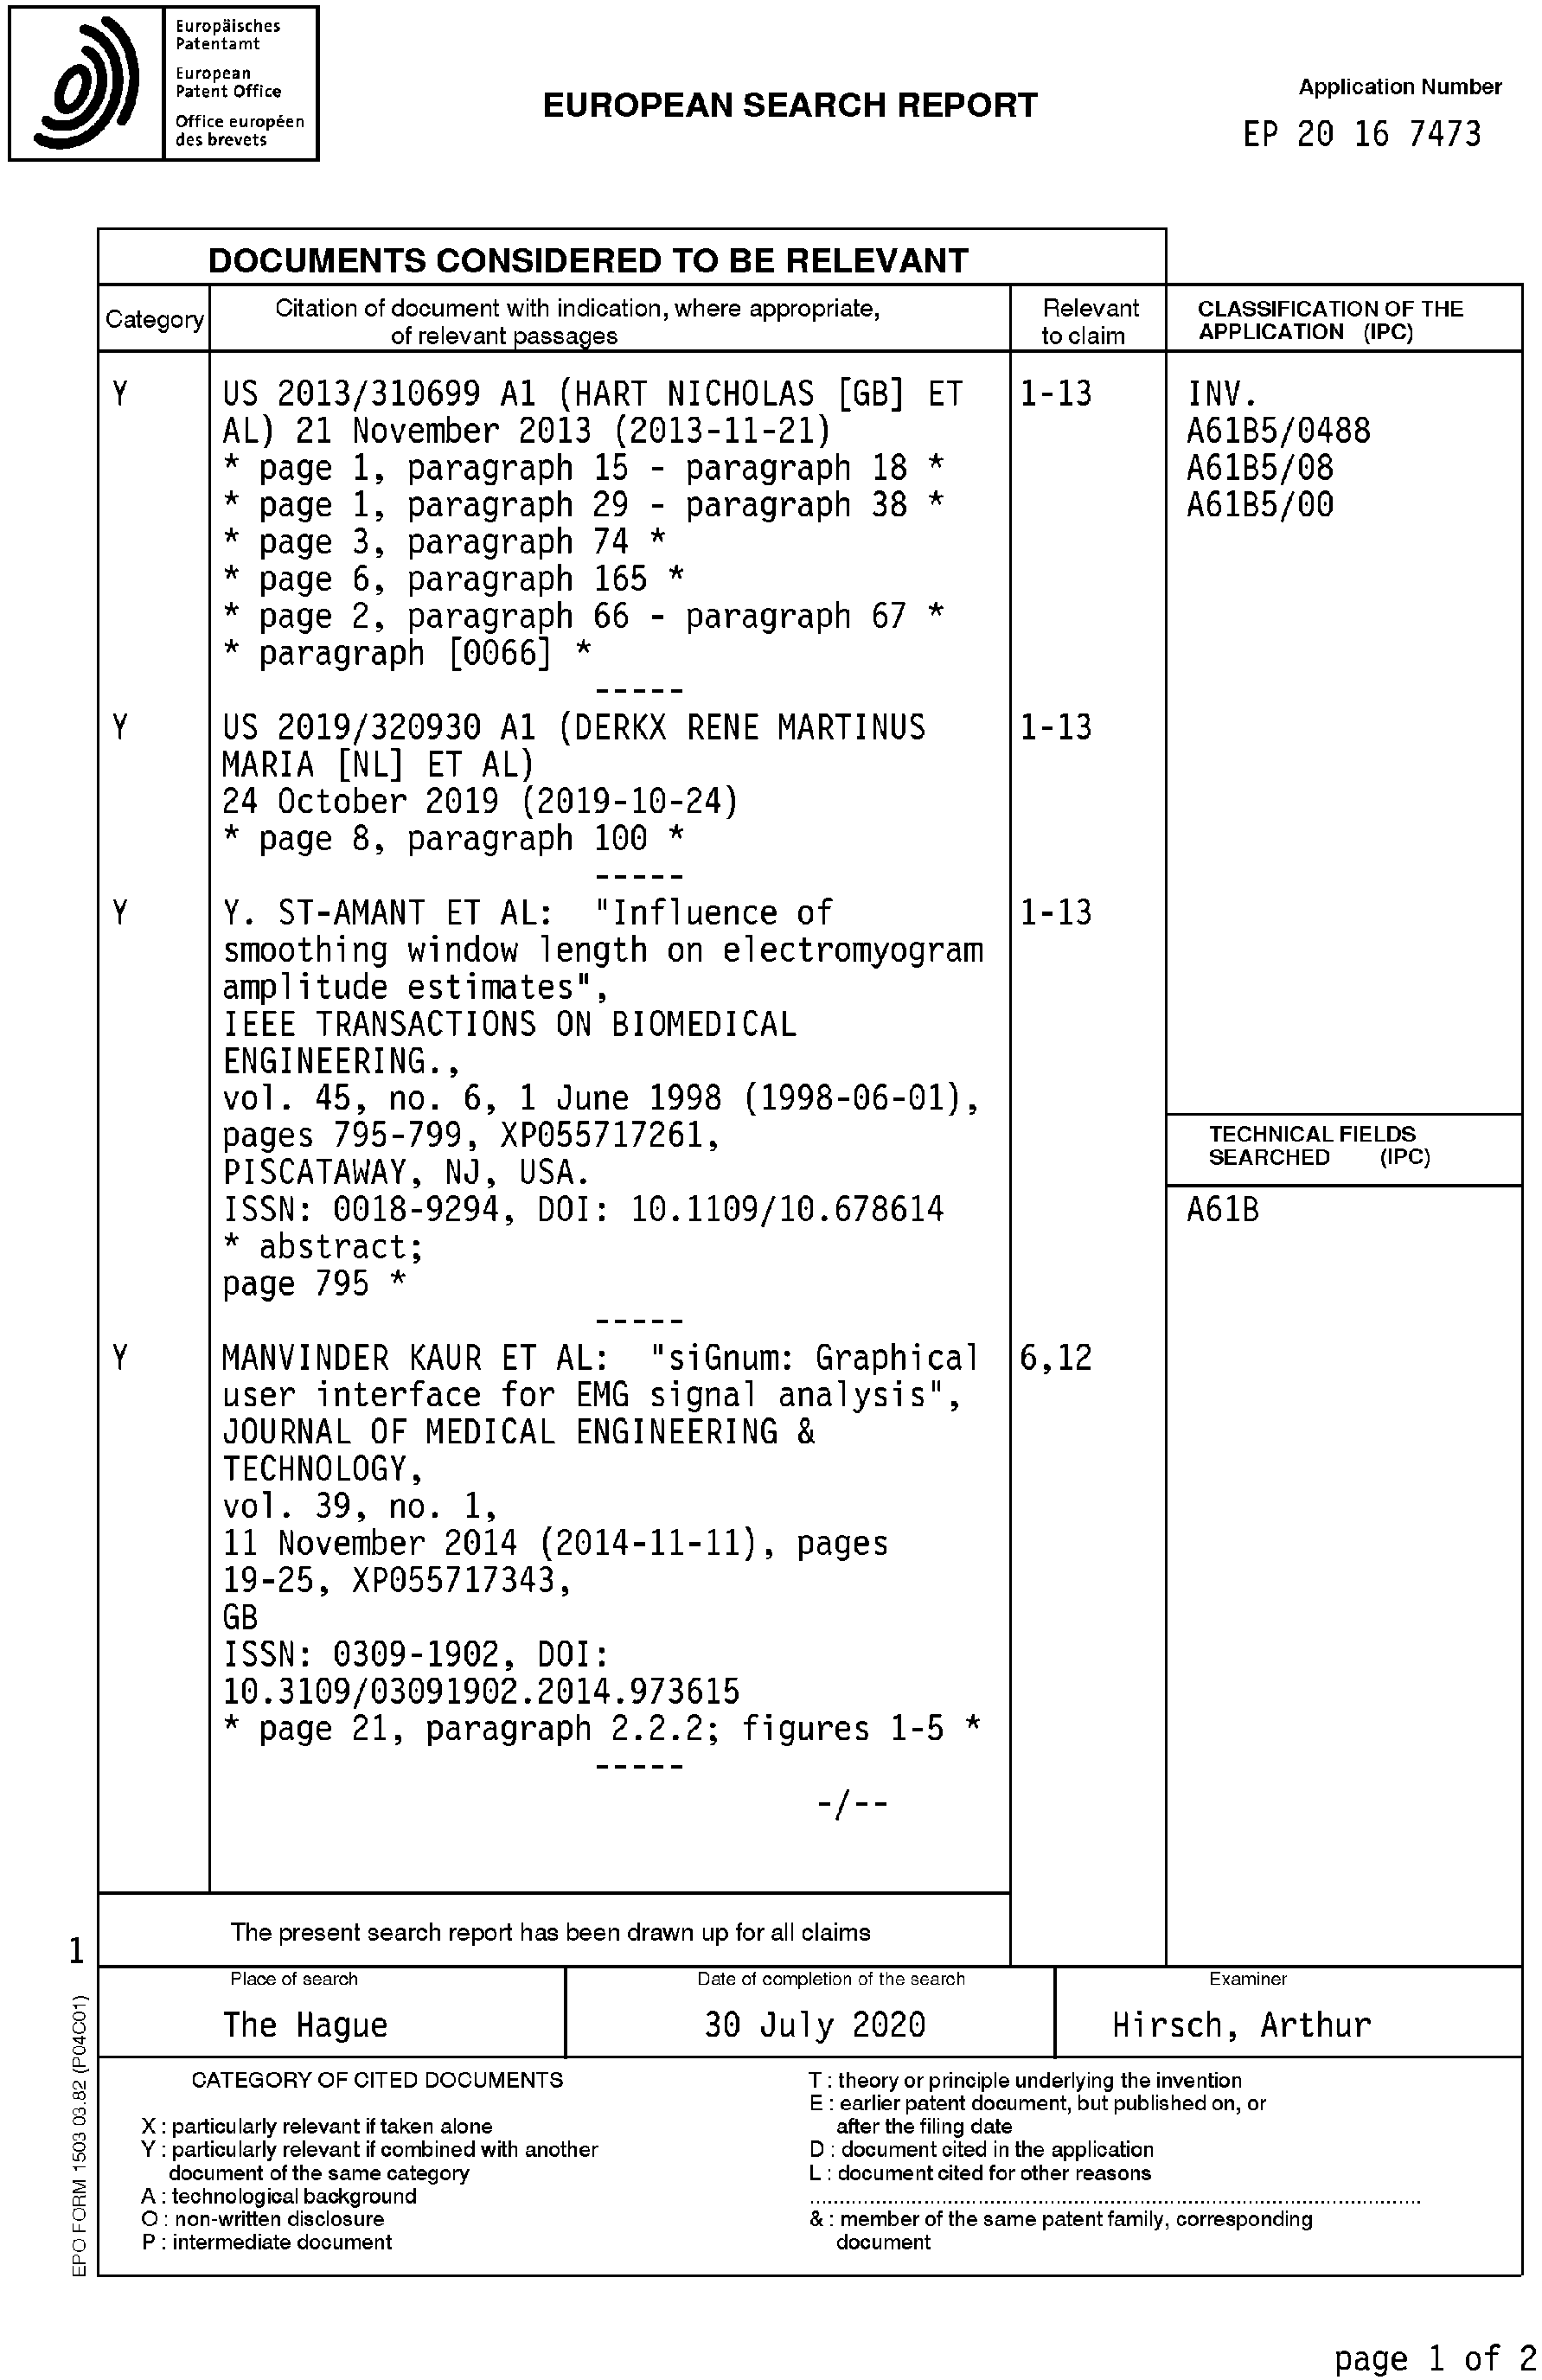 Europäisches
Patentamt
European
Patent Office
Office européen
des brevets
EUROPEAN SEARCH REPORT
Application Number
EP 20 16 7473
DOCUMENTS CONSIDERED TO BE RELEVANT
Category
Citation of document with indication, where appropriate,
of relevant passages
Relevant
to claim
CLASSIFICATION OF THE
APPLICATION (IPC)
Y
US 2013/310699 A1 (HART NICHOLAS [GB] ET
AL) 21 November 2013 (2013-11-21)
* page 1, paragraph 15 - paragraph 18 *
* page 1, paragraph 29 - paragraph 38 *
* page 3, paragraph 74 *
* page 6, paragraph 165 *
* page 2, paragraph 66 - paragraph 67 *
* paragraph [0066] *
-----
1-13
INV.
A61B5/0488
A61B5/08
A61B5/00
Y
US 2019/320930 A1 (DERKX RENE MARTINUS
MARIA [NL] ET AL)
24 October 2019 (2019-10-24)
* page 8, paragraph 100 *
-----
1-13
Y
Y. ST-AMANT ET AL: "Influence of
smoothing window length on electromyogram
amplitude estimates",
IEEE TRANSACTIONS ON BIOMEDICAL
ENGINEERING.,
vol. 45, no. 6, 1 June 1998 (1998-06-01),
pages 795-799, XP055717261,
PISCATAWAY, NJ, USA.
ISSN: 0018-9294, DOI: 10.1109/10.678614
* abstract;
page 795 *
-----
1-13
TECHNICAL FIELDS
SEARCHED (IPC)
A61B
Y
MANVINDER KAUR ET AL: "siGnum: Graphical
user interface for EMG signal analysis",
JOURNAL OF MEDICAL ENGINEERING &
TECHNOLOGY,
vol. 39, no. 1,
11 November 2014 (2014-11-11), pages
19-25, XP055717343,
GB
ISSN: 0309-1902, DOI:
10.3109/03091902.2014.973615
* page 21, paragraph 2.2.2; figures 1-5 *
-----
6,12
-/--
The present search report has been drawn up for all claims
1
Place of search
The Hague
Date of completion of the search
30 July 2020
Examiner
Hirsch, Arthur
CATEGORY OF CITED DOCUMENTS
X : particularly relevant if taken alone
Y : particularly relevant if combined with another
document of the same category
A : technological background
O : non-written disclosure
P : intermediate document
T : theory or principle underlying the invention
E : earlier patent document, but published on, or
after the filing date
D : document cited in the application
L : document cited for other reasons
& : member of the same patent family, corresponding
document
EPO FORM 1503 03.82 (P04C01)
page 1 of 2